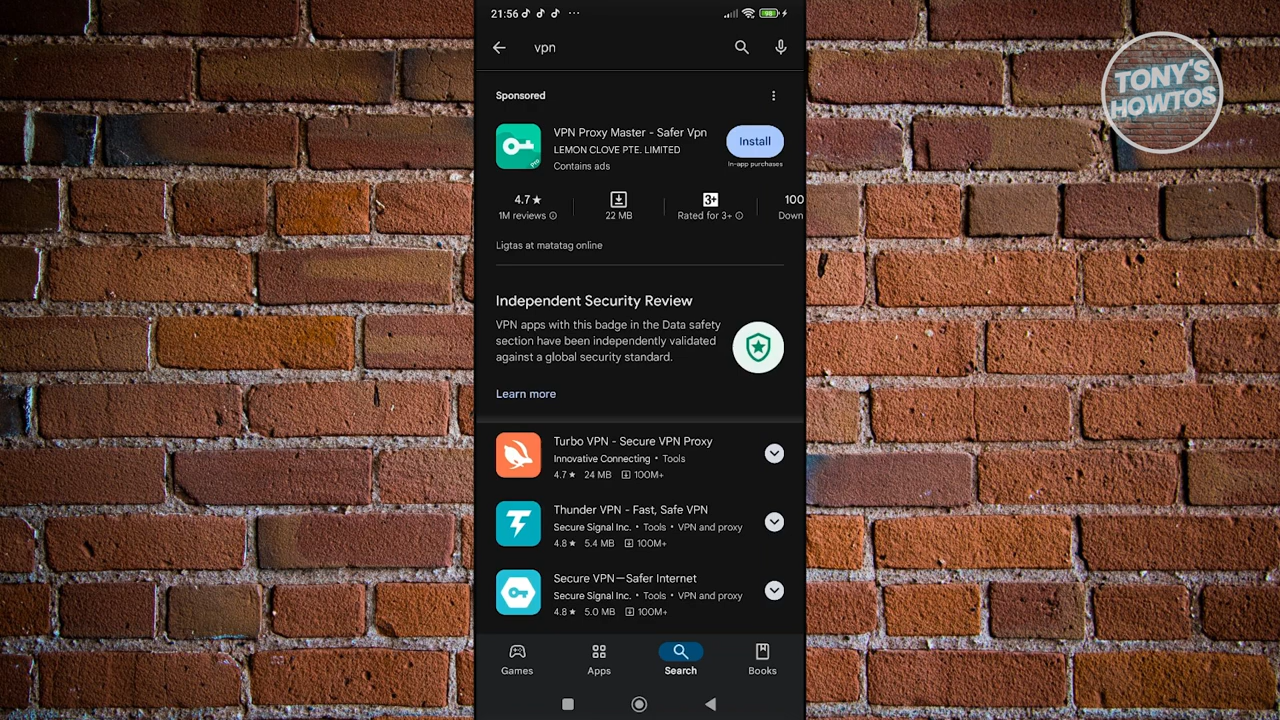 21:56
98
TONY'S
HOWTOS
vpn
Sponsored
VPN Proxy Master - Safer Vpn
LEMON CLOVE PTE. LIMITED
Contains ads
Install
In-app purchases
Pro
4.7★
1M reviews
22 MB
3+
Rated for 3+
100
Down
Ligtas at matatag online
Independent Security Review
VPN apps with this badge in the Data safety
section have been independently validated
against a global security standard.
Learn more
Turbo VPN - Secure VPN Proxy
Innovative Connecting • Tools
4.7★ 24 MB 100M+
Thunder VPN - Fast, Safe VPN
Secure Signal Inc. • Tools • VPN and proxy
4.8★ 5.4 MB 100M+
Secure VPN—Safer Internet
Secure Signal Inc. • Tools • VPN and proxy
4.8★ 5.0 MB 100M+
Games
Apps
Search
Books